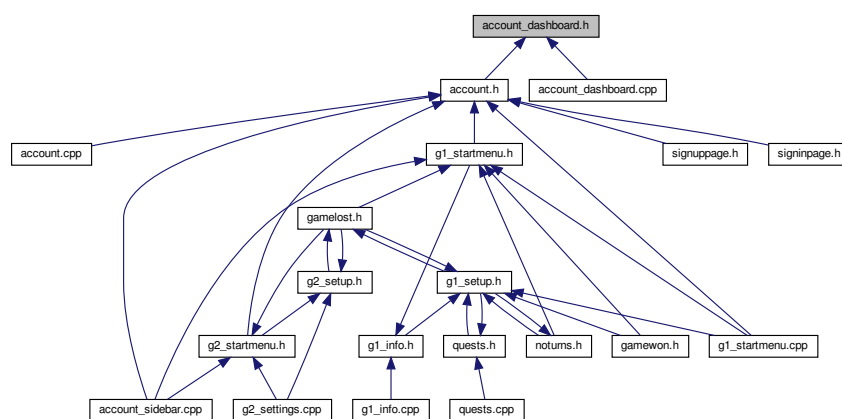 account_dashboard.h
account.h
account_dashboard.cpp
account.cpp
g1_startmenu.h
signuppage.h
signinpage.h
gamelost.h
g2_setup.h
g1_setup.h
g2_startmenu.h
g1_info.h
quests.h
noturns.h
gamewon.h
g1_startmenu.cpp
account_sidebar.cpp
g2_settings.cpp
g1_info.cpp
quests.cpp